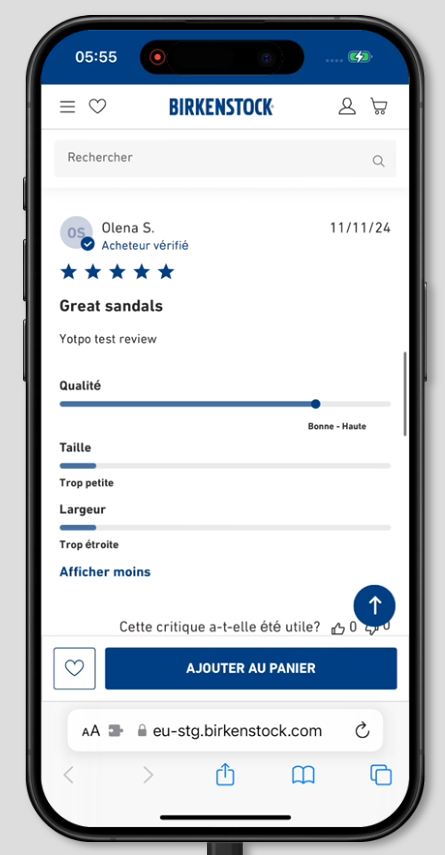 05:55
BIRKENSTOCK
Rechercher
OS
Olena S.
11/11/24
Acheteur vérifié
Great sandals
Yotpo test review
Qualité
Bonne - Haute
Taille
Trop petite
Largeur
Trop étroite
Afficher moins
Cette critique a-t-elle été utile? 0 0
AJOUTER AU PANIER
AA eu-stg.birkenstock.com